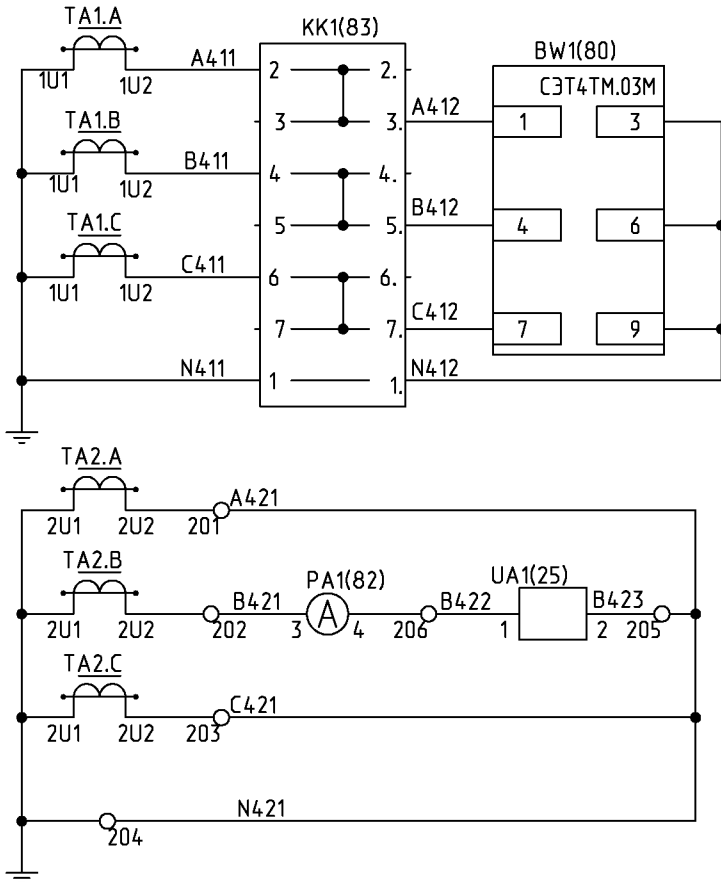 TA1.A
KK1(83)
BW1(80)
A411
2
2.
СЭТ4ТМ.03М
1U1
1U2
A412
3
3.
1
3
TA1.B
B411
4
4.
1U1
1U2
B412
5
5.
4
6
TA1.C
C411
6
6.
1U1
1U2
C412
7
7.
7
9
N411
1
1.
N412
TA2.A
A421
2U1
2U2
201
TA2.B
PA1(82)
UA1(25)
B421
B422
B423
A
2U1
2U2
202
3
4
206
1
2
205
TA2.C
C421
2U1
2U2
203
N421
204